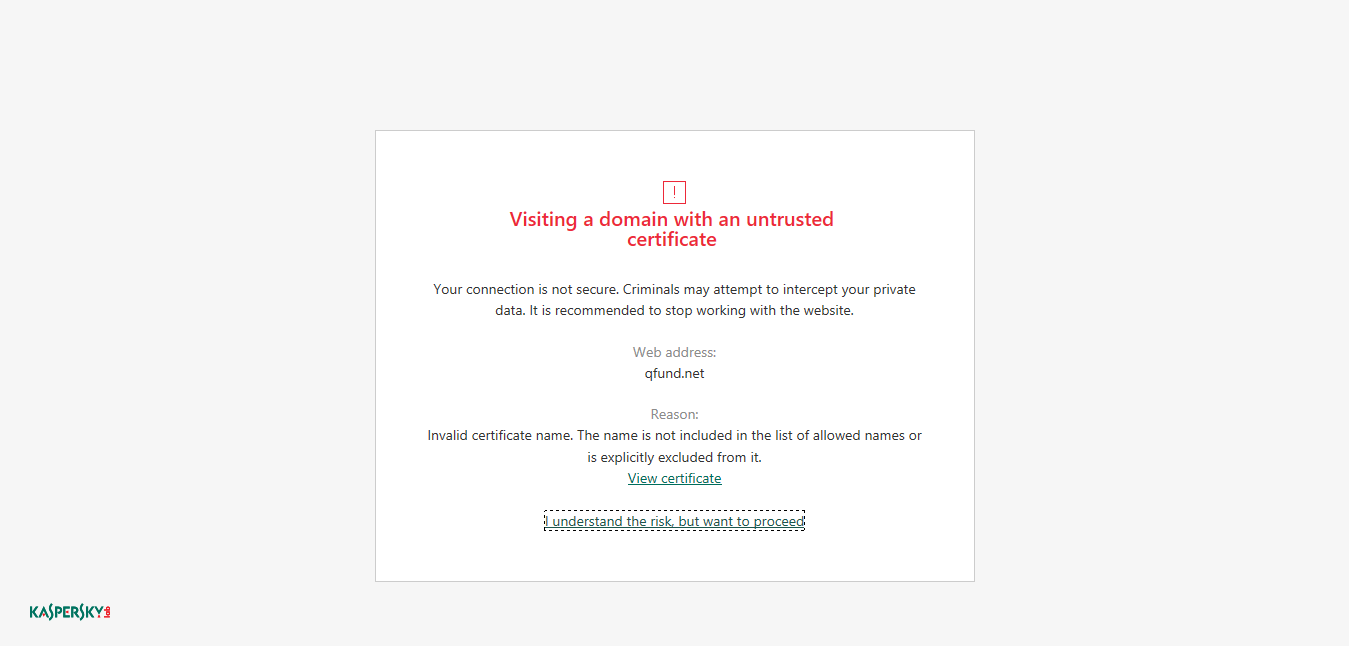 !
Visiting a domain with an untrusted
certificate
Your connection is not secure. Criminals may attempt to intercept your private
data. It is recommended to stop working with the website.
Web address:
qfund.net
Reason:
Invalid certificate name. The name is not included in the list of allowed names or
is explicitly excluded from it.
View certificate
I understand the risk, but want to proceed
KASPERSKY lab